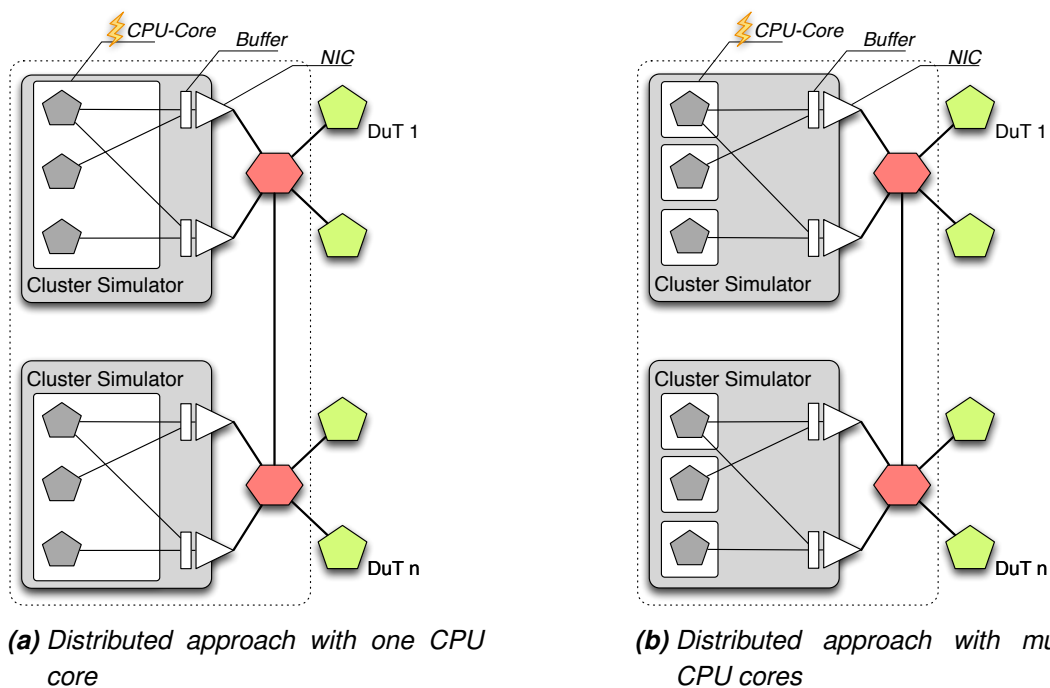 CPU-Core
Buffer
NIC
DuT 1
Cluster Simulator
Cluster Simulator
DuT n
(a) Distributed approach with one CPU
core
CPU-Core
Buffer
NIC
DuT 1
Cluster Simulator
Cluster Simulator
DuT n
(b) Distributed approach with mu
CPU cores